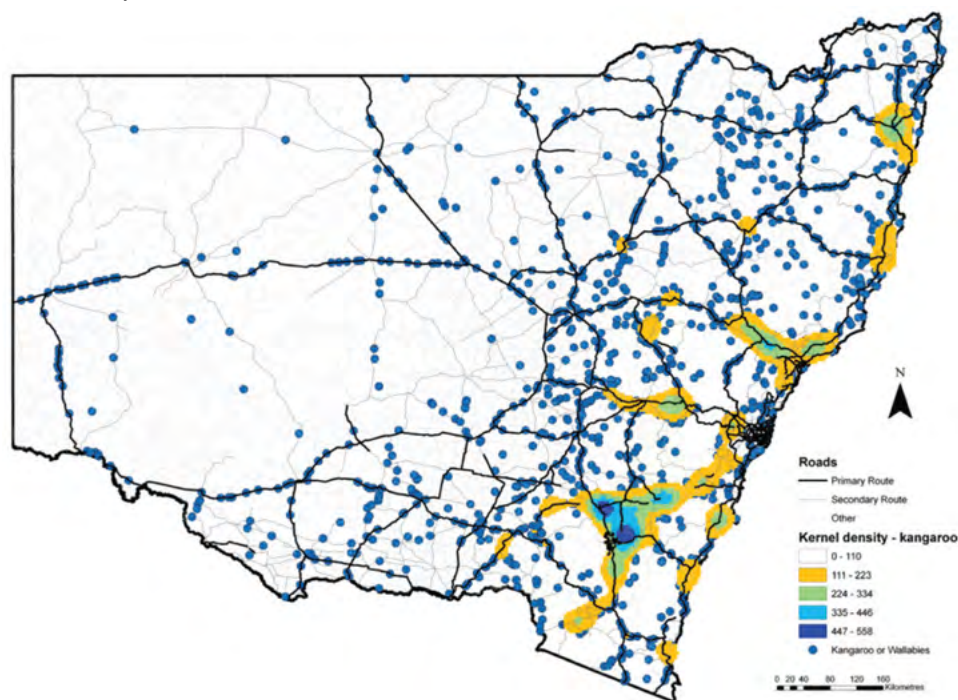 N
Roads
Primary Route
Secondary Route
Other
Kernel density - kangaroo
0 - 110
111 - 223
224 - 334
335 - 446
447 - 558
Kangaroo or Wallabies
0 20 40 80 120 160
Kilometres